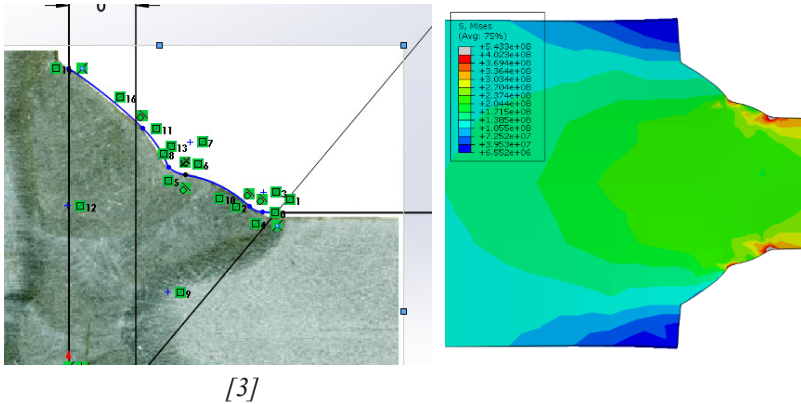 16
11
13
7
8
6
5
3
10
1
2
0
12
4
9
[3]
S, Mises
(Avg: 75%)
+5.433e+08
+4.023e+08
+3.694e+08
+3.364e+08
+3.034e+08
+2.704e+08
+2.374e+08
+2.044e+08
+1.715e+08
+1.385e+08
+1.055e+08
+7.252e+07
+3.953e+07
+6.552e+06